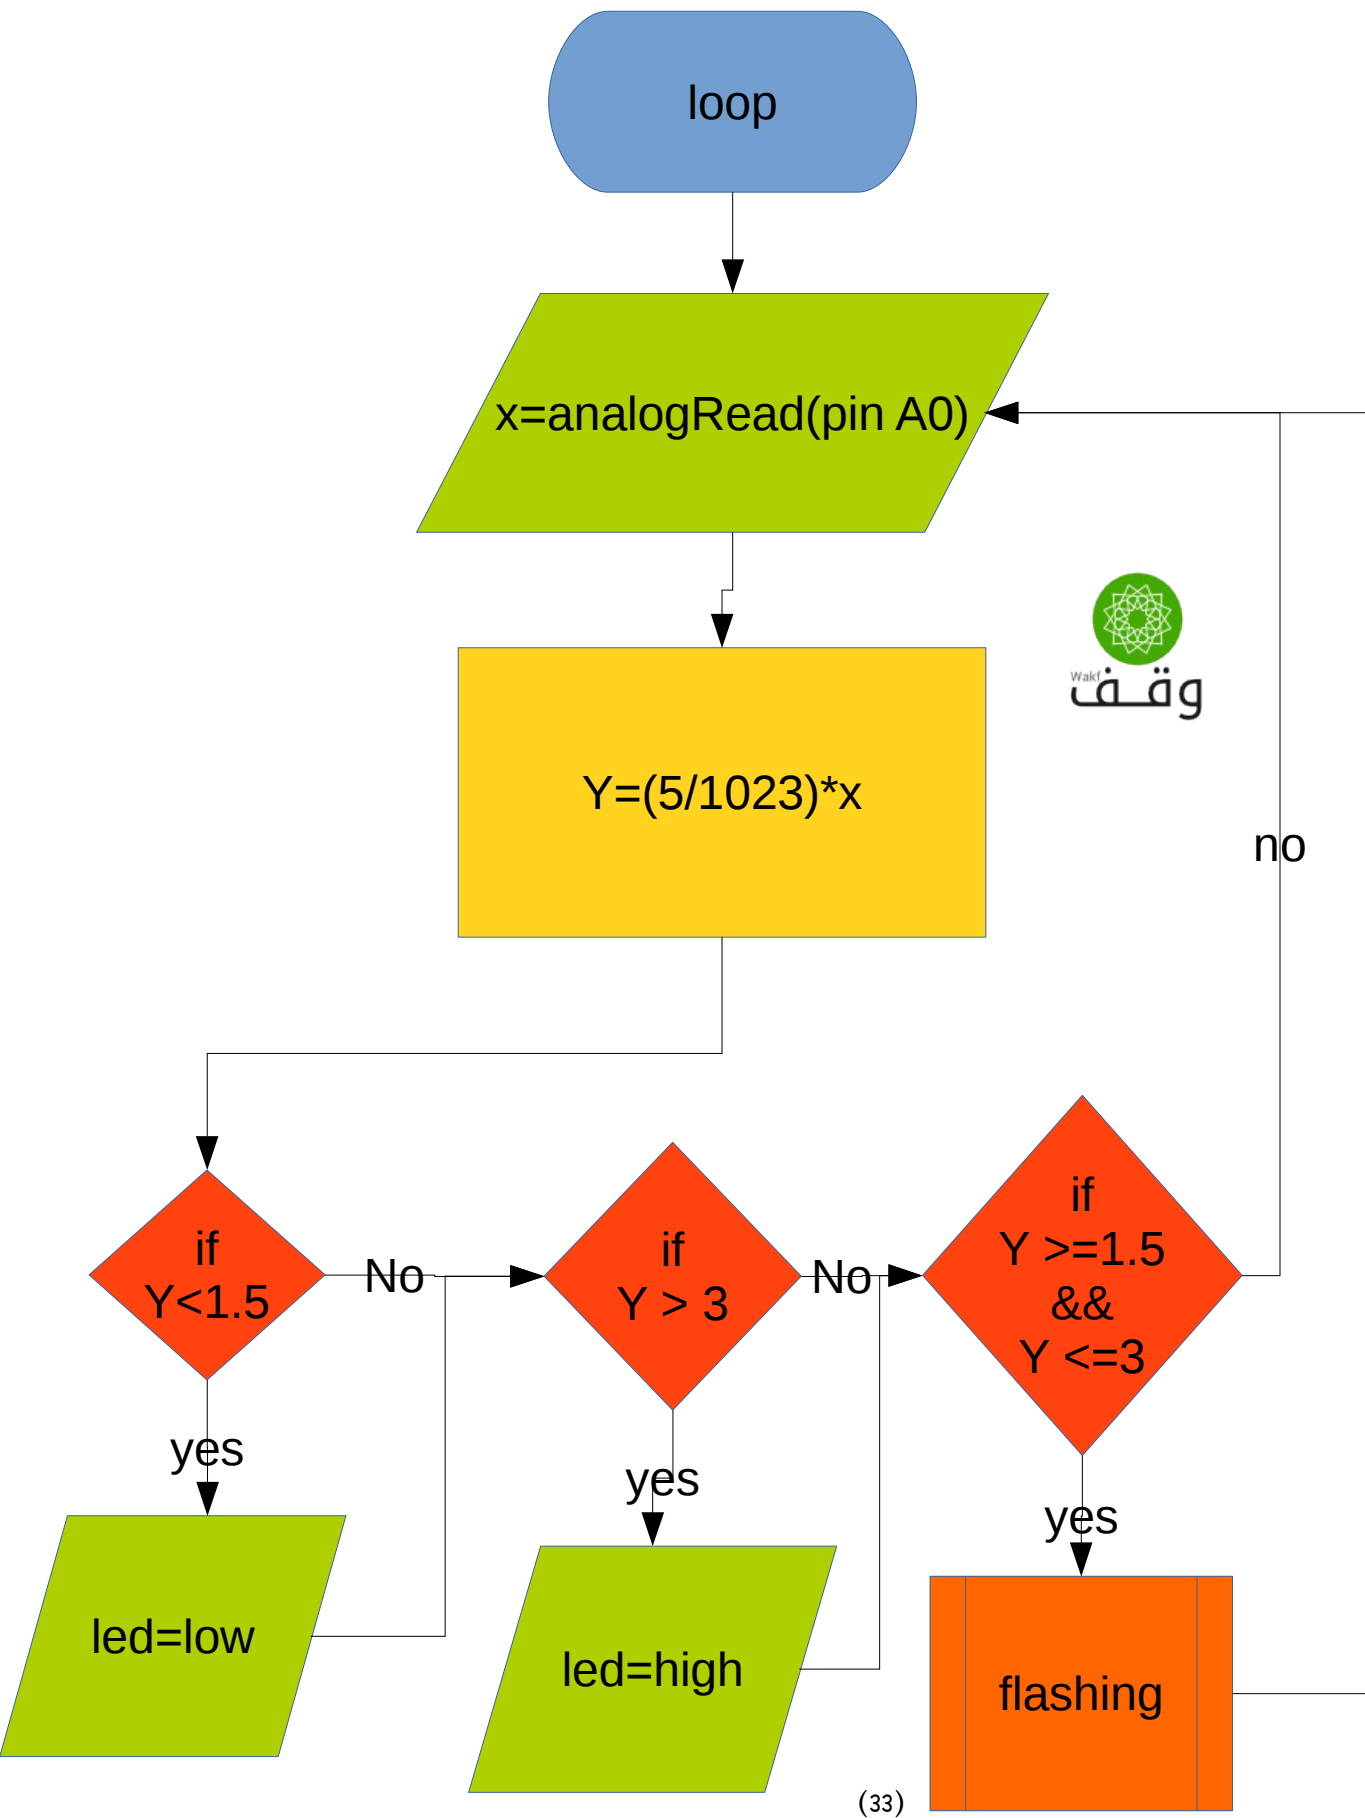 loop
x=analogRead(pin A0)
Wakf
وقف
Y=(5/1023)*x
no
if
Y<1.5
No
if
Y > 3
No
if
Y >=1.5
&&
Y <=3
yes
yes
yes
led=low
led=high
flashing
(33)